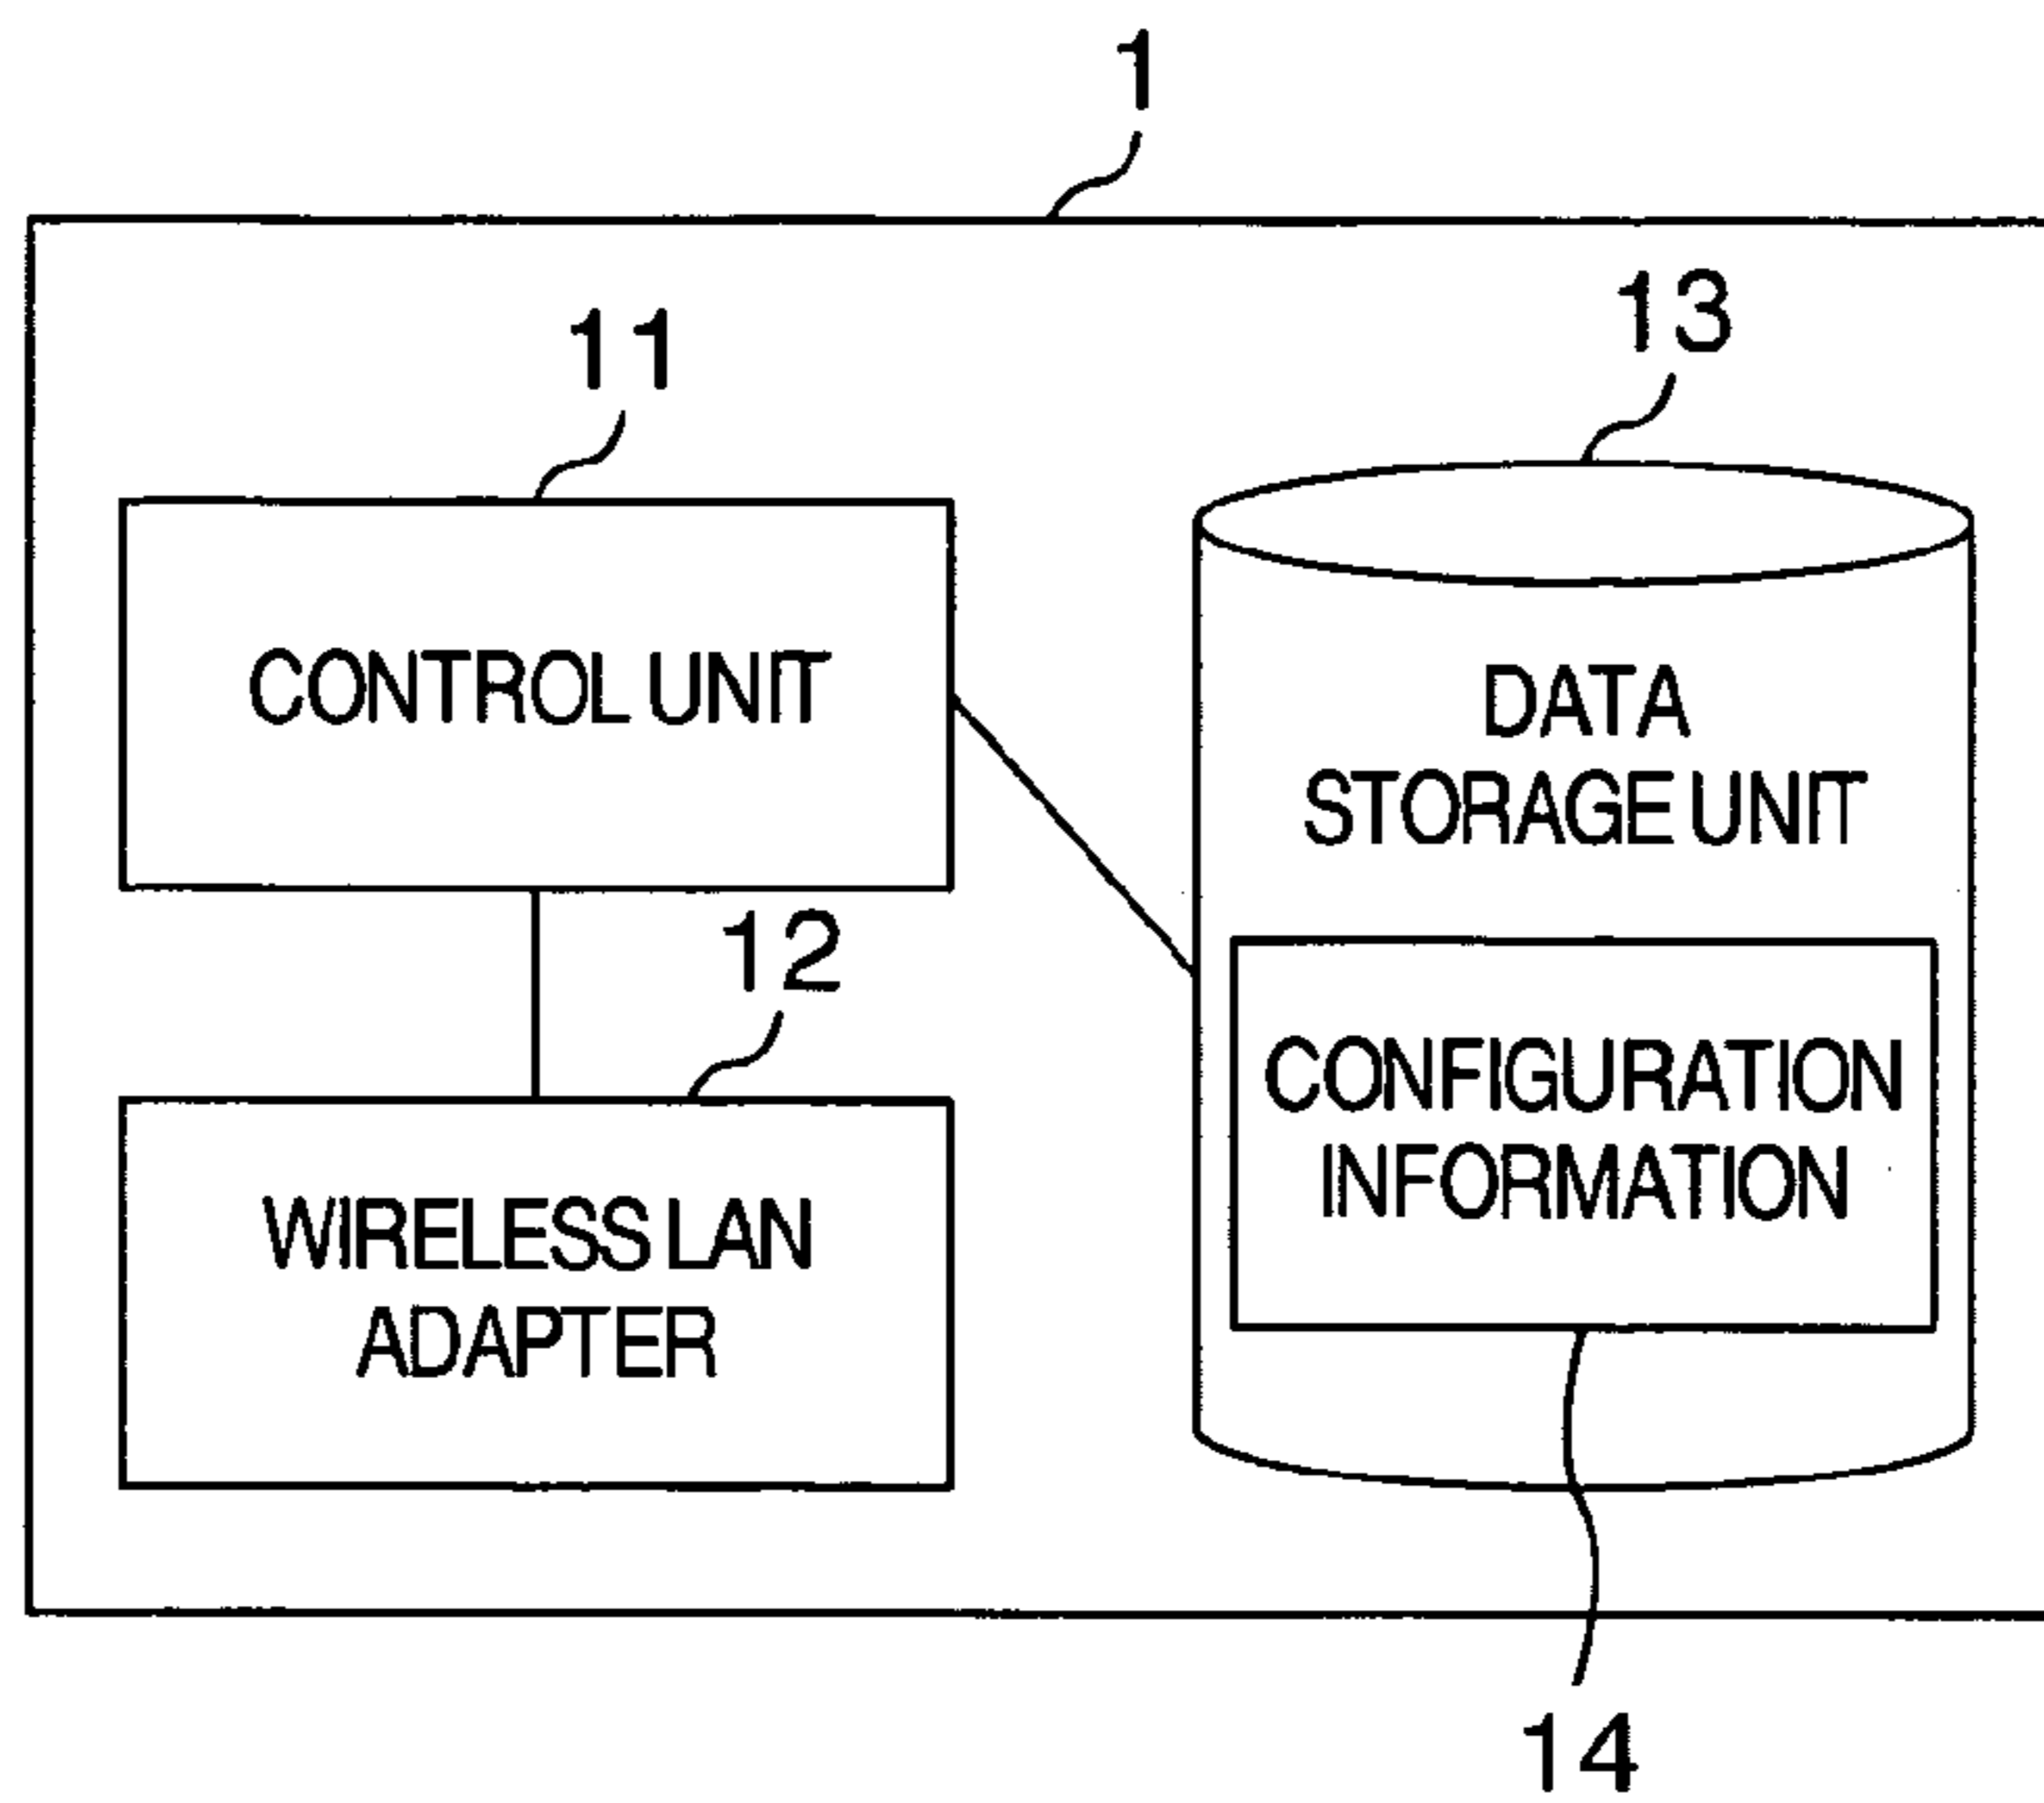 1
11
13
CONTROL UNIT
DATA
STORAGE UNIT
12
CONFIGURATION
INFORMATION
WIRELESS LAN
ADAPTER
14